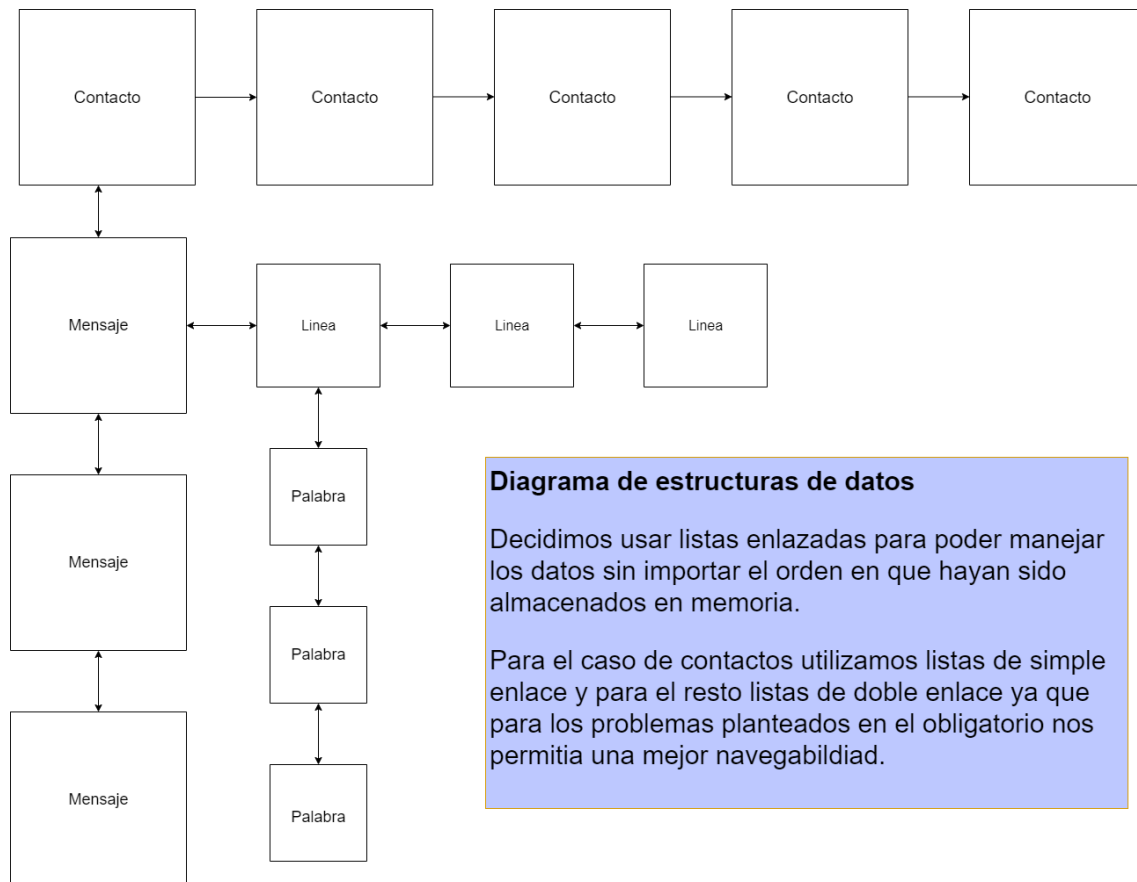 Contacto
Contacto
Contacto
Contacto
Contacto
Mensaje
Linea
Linea
Linea
Mensaje
Mensaje
Palabra
Palabra
Palabra
Diagrama de estructuras de datos
Decidimos usar listas enlazadas para poder manejar
los datos sin importar el orden en que hayan sido
almacenados en memoria.
Para el caso de contactos utilizamos listas de simple
enlace y para el resto listas de doble enlace ya que
para los problemas planteados en el obligatorio nos
permitia una mejor navegabildiad.